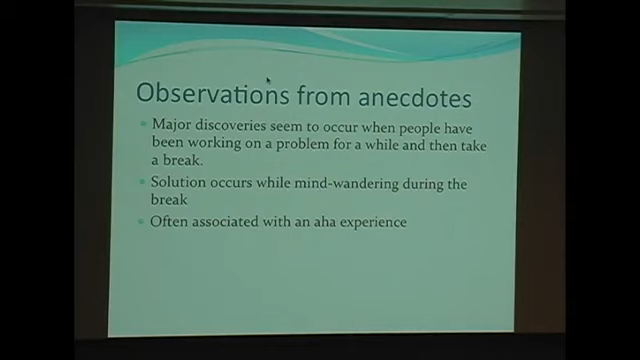 Observations from anecdotes
Major discoveries seem to occur when people have
been working on a problem for a while and then take
a break.
Solution occurs while mind-wandering during the
break
Often associated with an aha experience